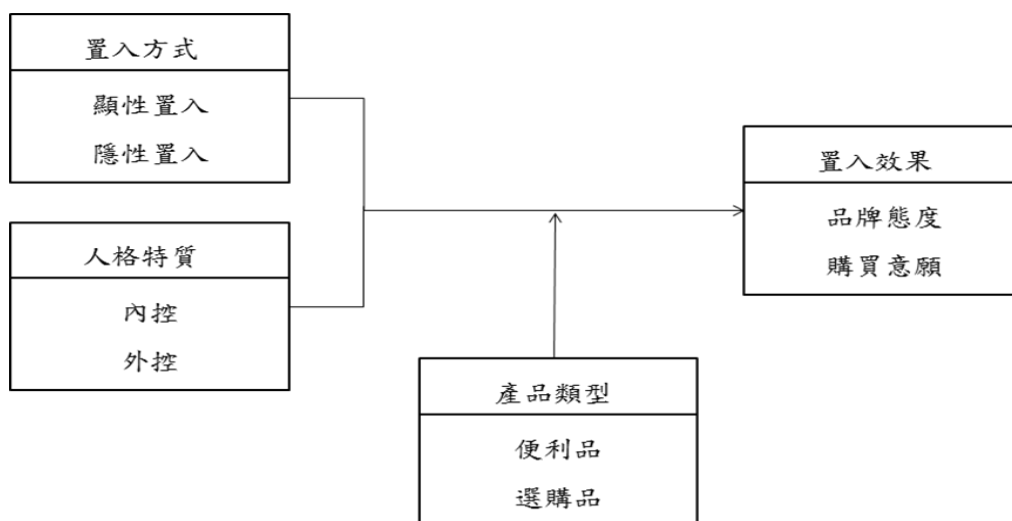 置入方式
顯性置入
隱性置入
人格特質
內控
外控
置入效果
品牌態度
購買意願
產品類型
便利品
選購品